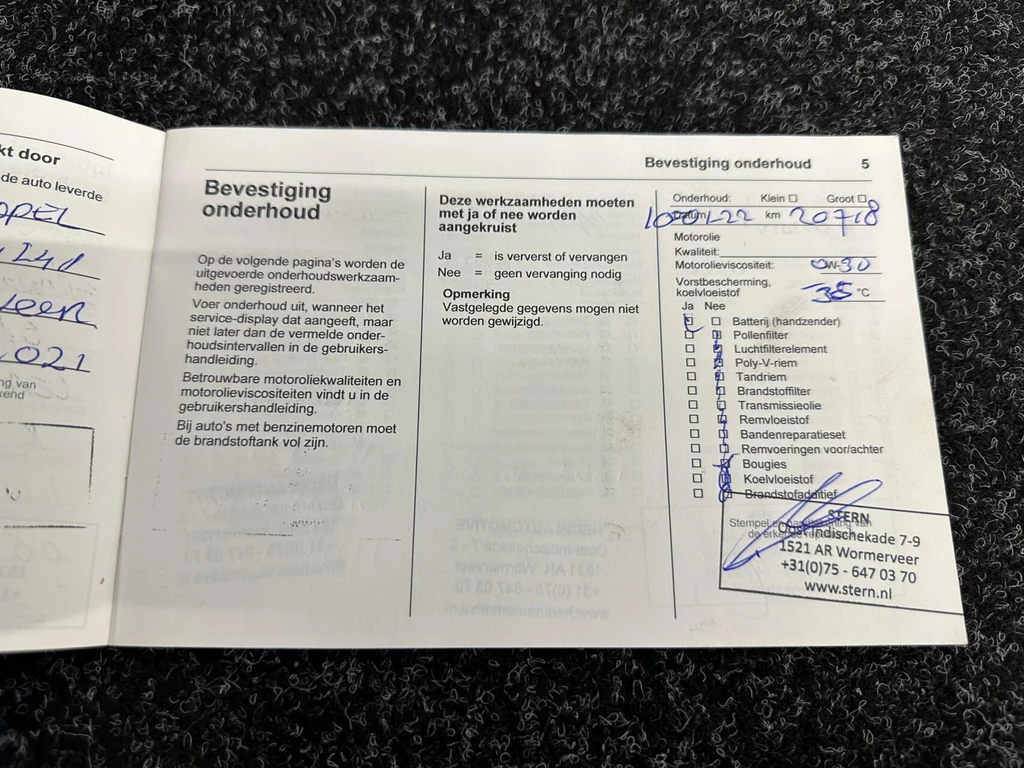 kt door
de auto leverde
OPEL
ng van
kend
Bevestiging onderhoud 5
Bevestiging
onderhoud
Op de volgende pagina's worden de
uitgevoerde onderhoudswerkzaam-
heden geregistreerd.
Voer onderhoud uit, wanneer het
service-display dat aangeeft, maar
niet later dan de vermelde onder-
houdsintervallen in de gebruikers-
handleiding.
Betrouwbare motoroliekwaliteiten en
motorolieviscositeiten vindt u in de
gebruikershandleiding.
Bij auto's met benzinemotoren moet
de brandstoftank vol zijn.
Deze werkzaamheden moeten
met ja of nee worden
aangekruist
Ja = is ververst of vervangen
Nee = geen vervanging nodig
Opmerking
Vastgelegde gegevens mogen niet
worden gewijzigd.
Onderhoud: Klein Groot
Datum km 20718
Motorolie
Kwaliteit:
Motorolieviscositeit: 0W-30
Vorstbescherming,
koelvloeistof 35 °C
Ja Nee
Batterij (handzender)
Pollenfilter
Luchtfilterelement
Poly-V-riem
Tandriem
Brandstoffilter
Transmissieolie
Remvloeistof
Bandenreparatieset
Remvoeringen voor/achter
Bougies
Koelvloeistof
Brandstofadditief
STERN
Oost-Indischekade 7-9
1521 AR Wormerveer
+31(0)75 - 647 03 70
www.stern.nl